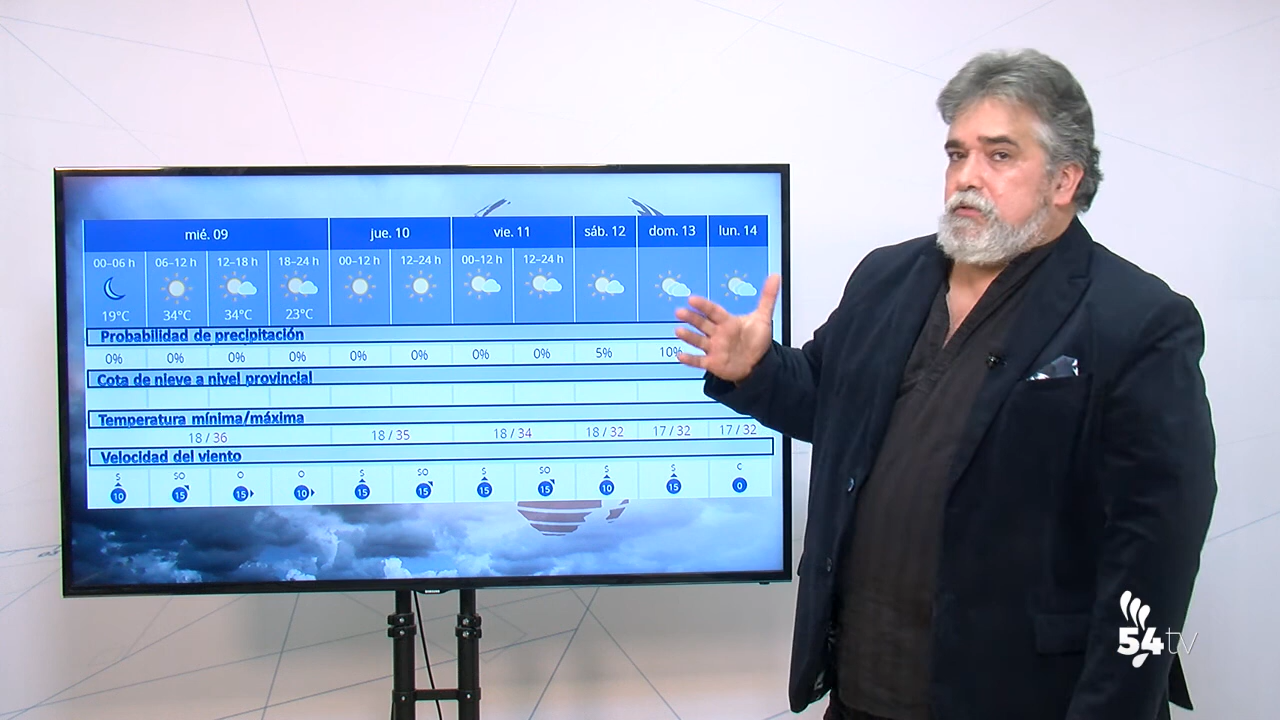 mié. 09 jue. 10 vie. 11 sáb. 12 dom. 13 lun. 14
00–06 h 06–12 h 12–18 h 18–24 h 00–12 h 12–24 h 00–12 h 12–24 h
19°C 34°C 34°C 23°C
Probabilidad de precipitación
0% 0% 0% 0% 0% 0% 0% 0% 5% 10%
Cota de nieve a nivel provincial
Temperatura mínima/máxima
18 / 36 18 / 35 18 / 34 18 / 32 17 / 32 17 / 32
Velocidad del viento
S SO O O S SO S SO S S C
10 15 15 10 15 15 15 15 10 15 0
SAMSUNG
54tv